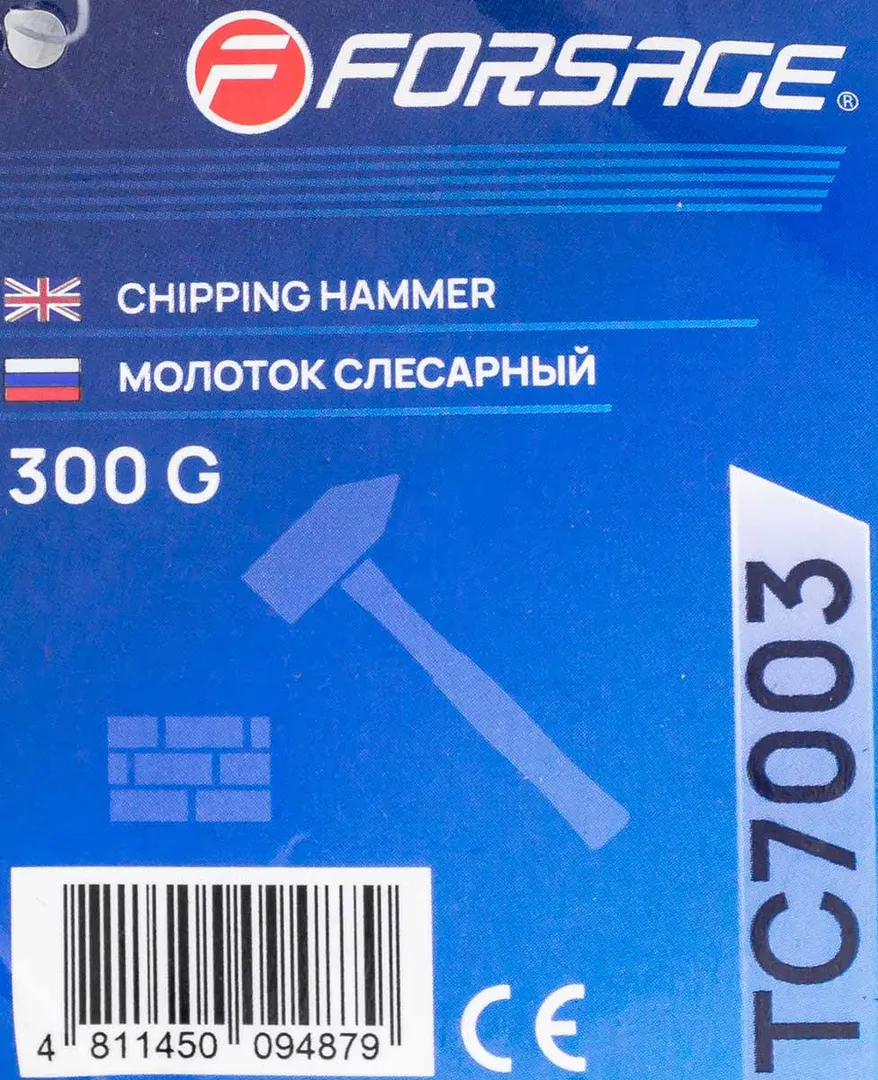 FORSAGE®
CHIPPING HAMMER
МОЛОТОК СЛЕСАРНЫЙ
300 G
TC7003
4 811450 094879
CE